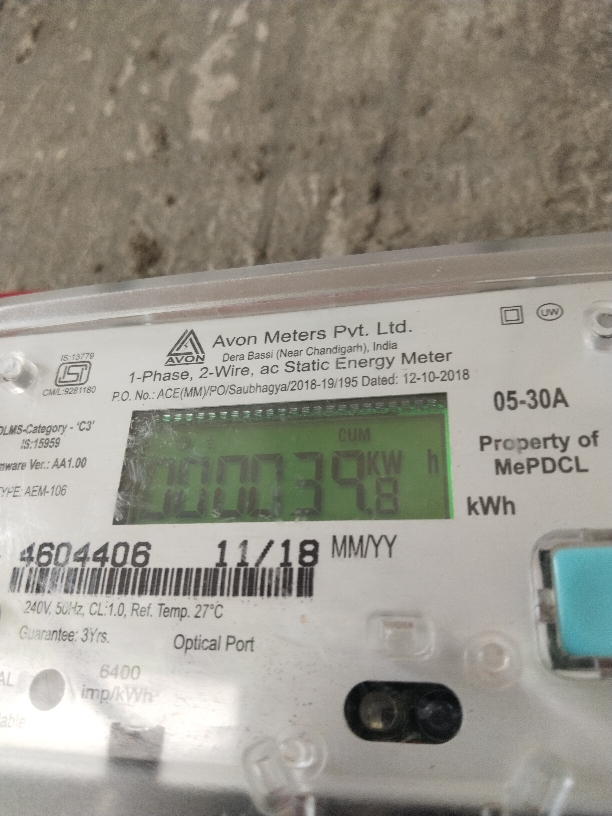 Avon Meters Pvt. Ltd.
AVON
Dera Bassi (Near Chandigarh), India
1-Phase, 2-Wire, ac Static Energy Meter
P.O. No.: ACE(MM)/PO/Saubhagya/2018-19/195 Dated: 12-10-2018
UW
IS:13779
ISI
CM/L:9281180
DLMS-Category - 'C3'
IS:15959
mware Ver.: AA1.00
TYPE: AEM-106
05-30A
Property of
MePDCL
CUM
000039.8 KW h
kWh
4604406 11/18 MM/YY
240V, 50Hz, CL:1.0, Ref. Temp. 27°C
Guarantee: 3Yrs.
Optical Port
6400
imp/kWh